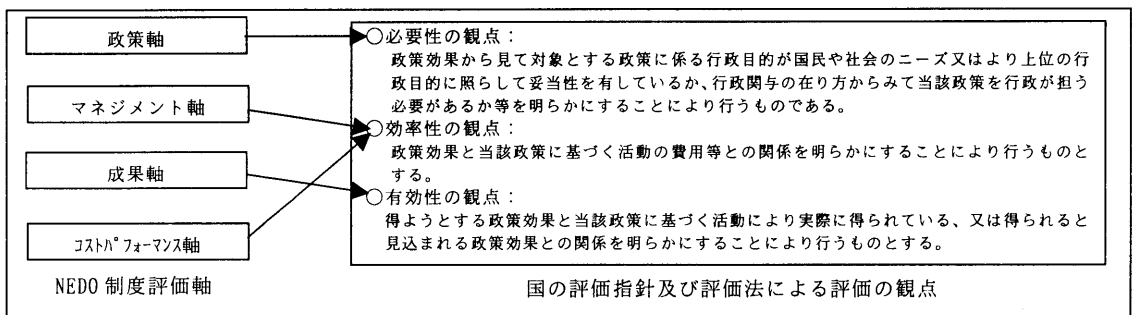 政策軸
マネジメント軸
成果軸
コストパフォーマンス軸
NEDO 制度評価軸
○必要性の観点：
政策効果から見て対象とする政策に係る行政目的が国民や社会のニーズ又はより上位の行
政目的に照らして妥当性を有しているか、行政関与の在り方からみて当該政策を行政が担う
必要があるか等を明らかにすることにより行うものである。
○効率性の観点：
政策効果と当該政策に基づく活動の費用等との関係を明らかにすることにより行うものと
する。
○有効性の観点：
得ようとする政策効果と当該政策に基づく活動により実際に得られている、又は得られると
見込まれる政策効果との関係を明らかにすることにより行うものとする。
国の評価指針及び評価法による評価の観点